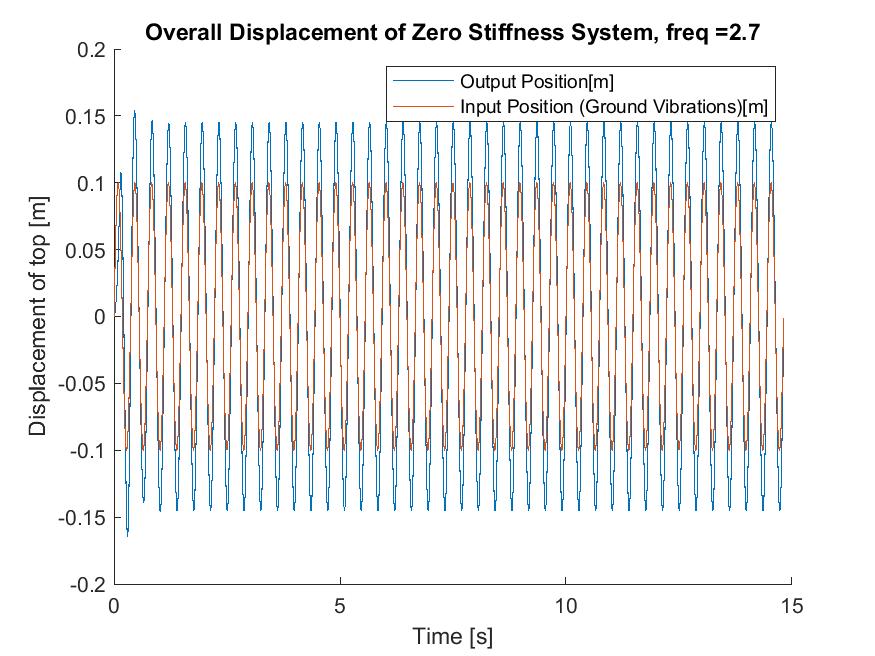 Overall Displacement of Zero Stiffness System, freq =2.7
Output Position[m]
Input Position (Ground Vibrations)[m]
Displacement of top [m]
0.2
0.15
0.1
0.05
0
-0.05
-0.1
-0.15
-0.2
0
5
10
15
Time [s]